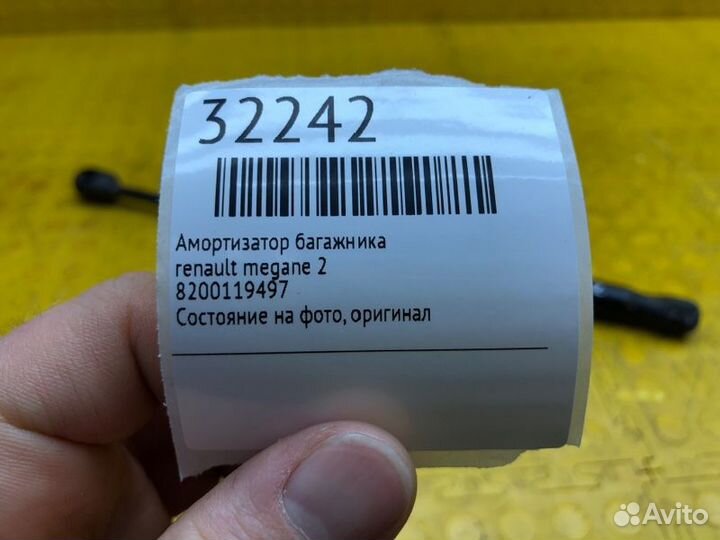 32242
Амортизатор багажника
renault megane 2
8200119497
Состояние на фото, оригинал
Avito